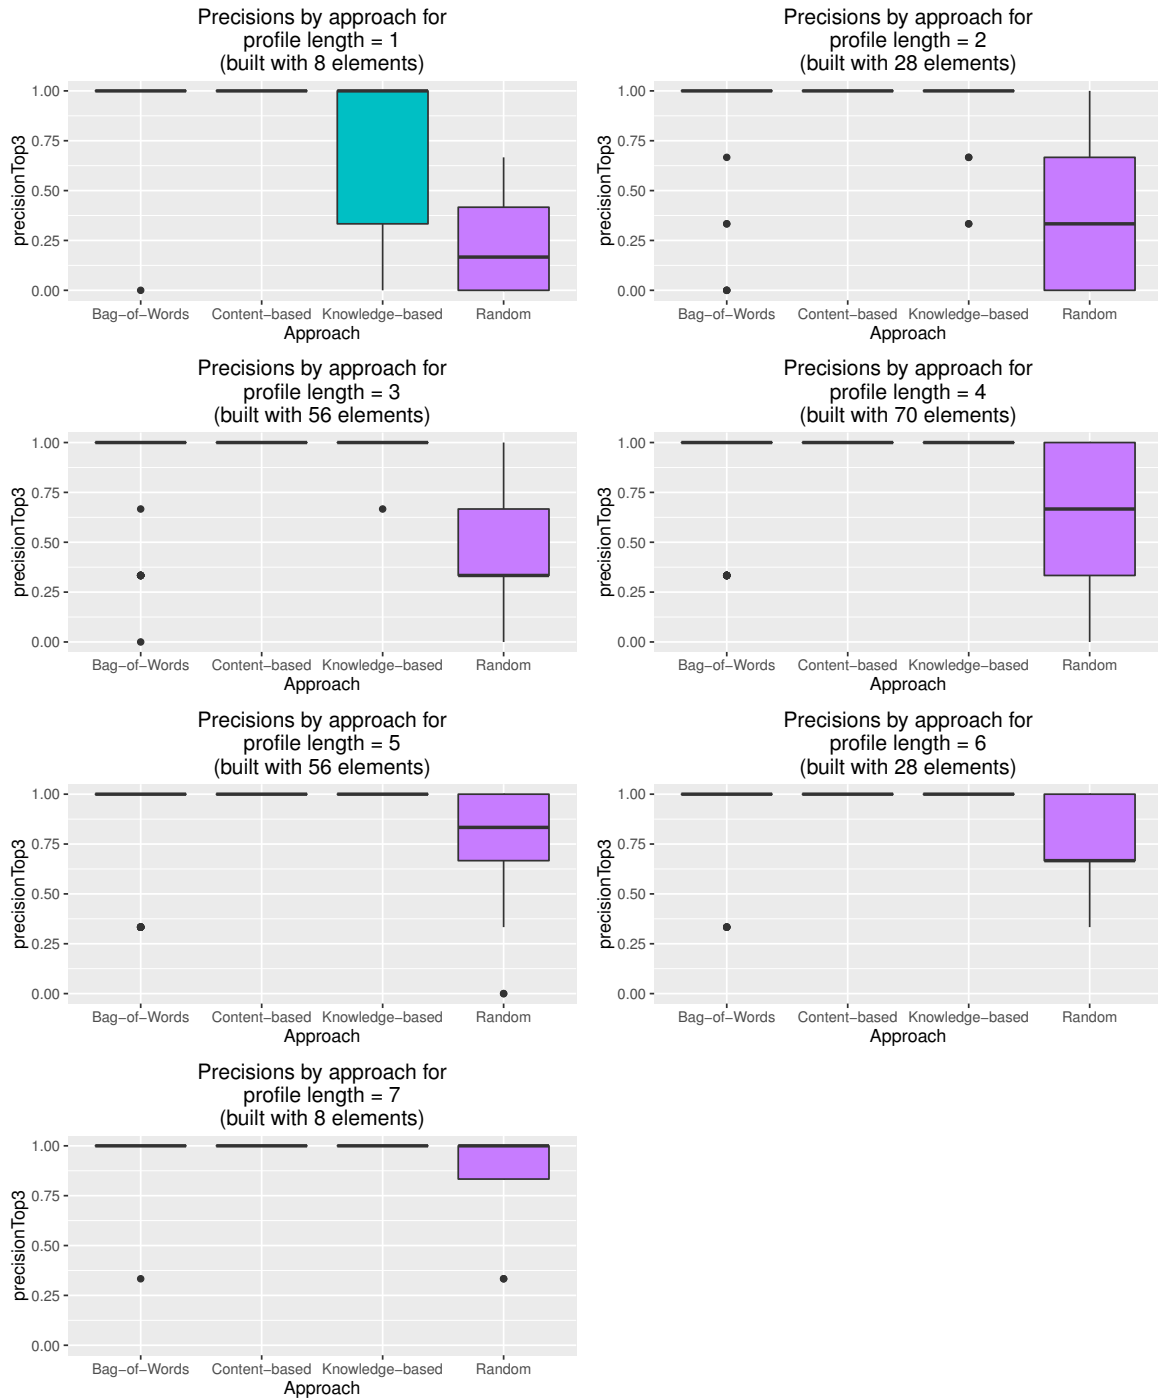 Precisions by approach for
profile length = 1
(built with 8 elements)
precisionTop3
1.00
0.75
0.50
0.25
0.00
Bag−of−Words Content−based Knowledge−based Random
Approach
Precisions by approach for
profile length = 2
(built with 28 elements)
precisionTop3
1.00
0.75
0.50
0.25
0.00
Bag−of−Words Content−based Knowledge−based Random
Approach
Precisions by approach for
profile length = 3
(built with 56 elements)
precisionTop3
1.00
0.75
0.50
0.25
0.00
Bag−of−Words Content−based Knowledge−based Random
Approach
Precisions by approach for
profile length = 4
(built with 70 elements)
precisionTop3
1.00
0.75
0.50
0.25
0.00
Bag−of−Words Content−based Knowledge−based Random
Approach
Precisions by approach for
profile length = 5
(built with 56 elements)
precisionTop3
1.00
0.75
0.50
0.25
0.00
Bag−of−Words Content−based Knowledge−based Random
Approach
Precisions by approach for
profile length = 6
(built with 28 elements)
precisionTop3
1.00
0.75
0.50
0.25
0.00
Bag−of−Words Content−based Knowledge−based Random
Approach
Precisions by approach for
profile length = 7
(built with 8 elements)
precisionTop3
1.00
0.75
0.50
0.25
0.00
Bag−of−Words Content−based Knowledge−based Random
Approach